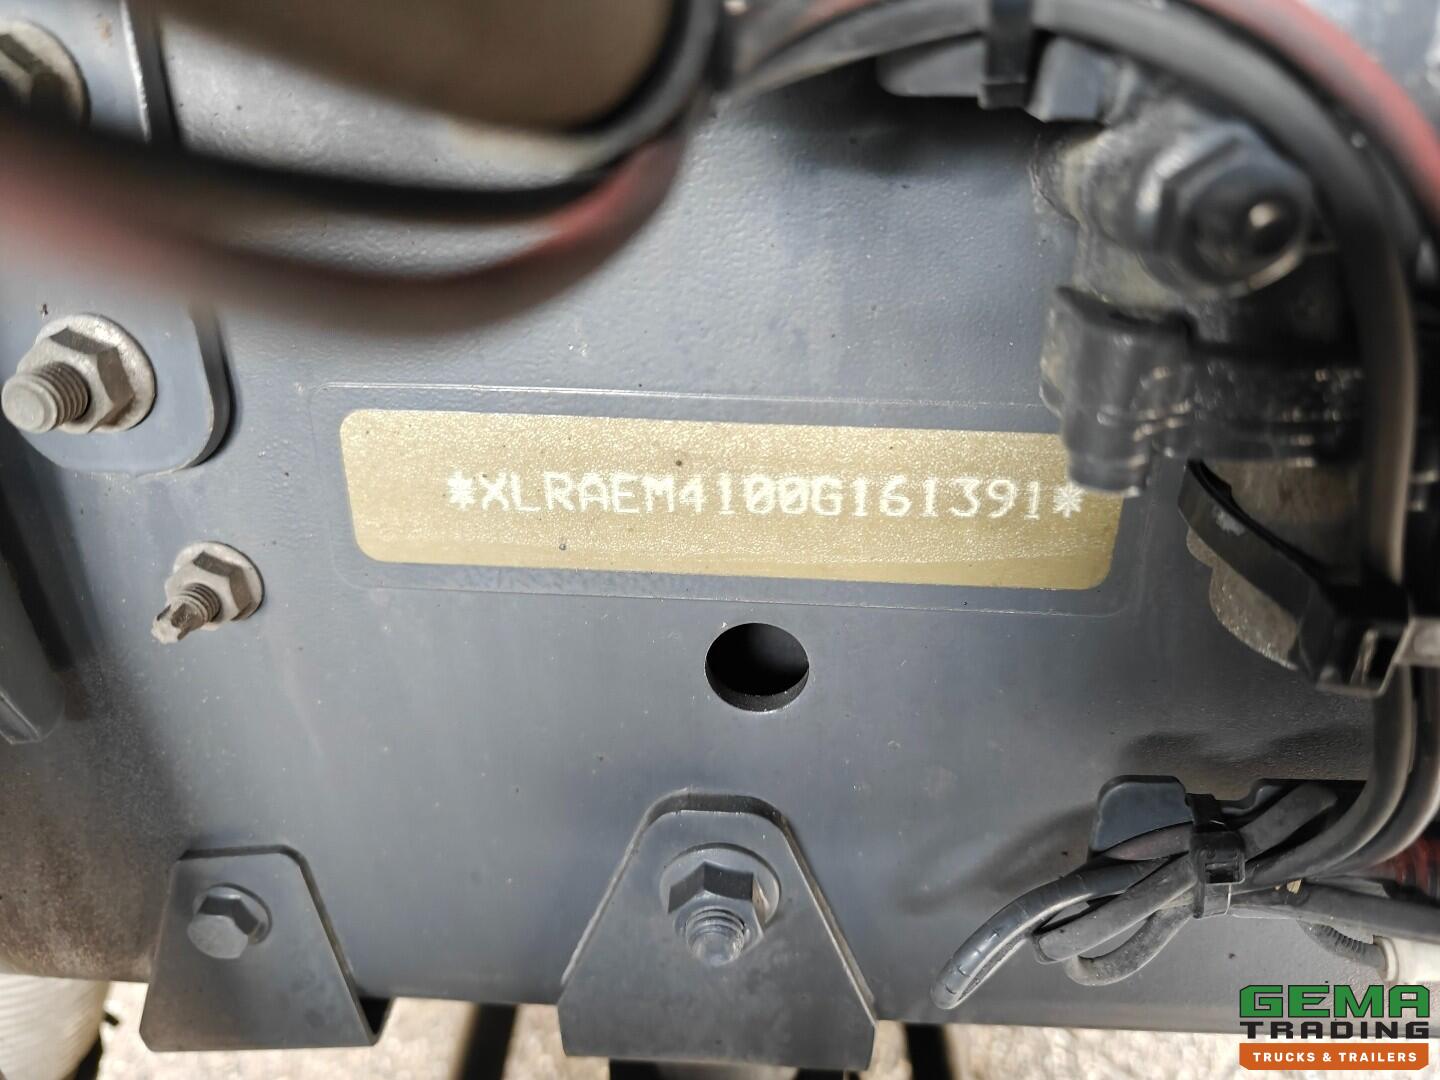 *XLRAEM4100G161391*
GEMA
TRADING
TRUCKS & TRAILERS